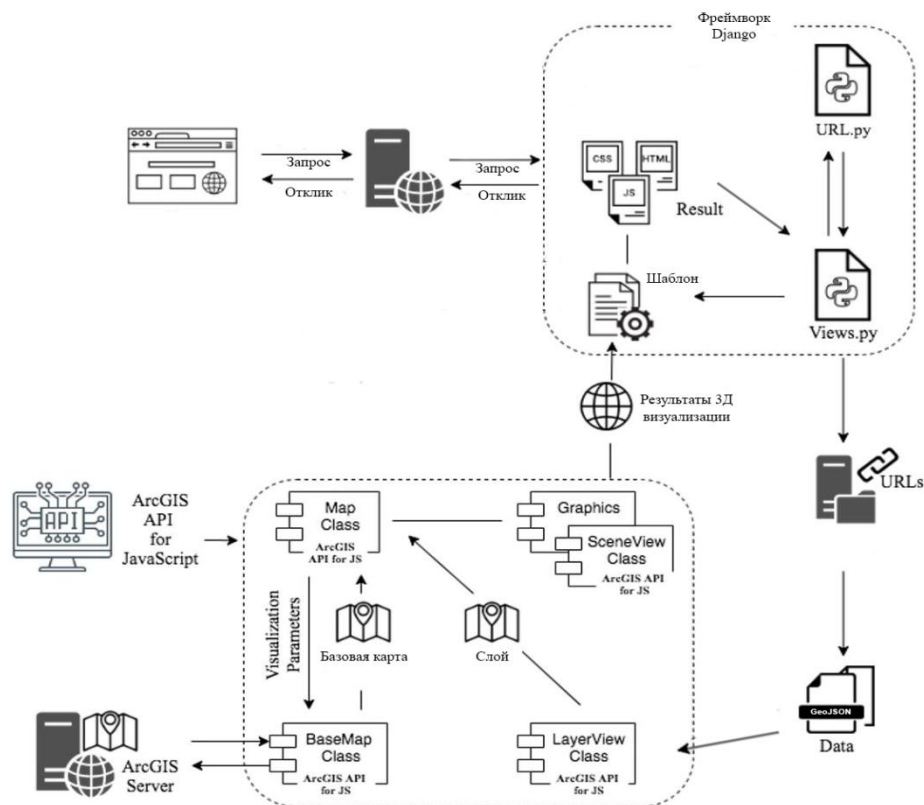 Фреймворк
Django
URL.py
Запрос
Отклик
Запрос
Отклик
CSS
HTML
JS
Result
Шаблон
Views.py
Результаты 3Д
визуализации
URLs
API
ArcGIS
API
for
JavaScript
Map
Class
ArcGIS
API for JS
Graphics
SceneView
Class
ArcGIS API
for JS
Visualization
Parameters
Базовая карта
Слой
GeoJSON
Data
ArcGIS
Server
BaseMap
Class
ArcGIS API
for JS
LayerView
Class
ArcGIS API
for JS